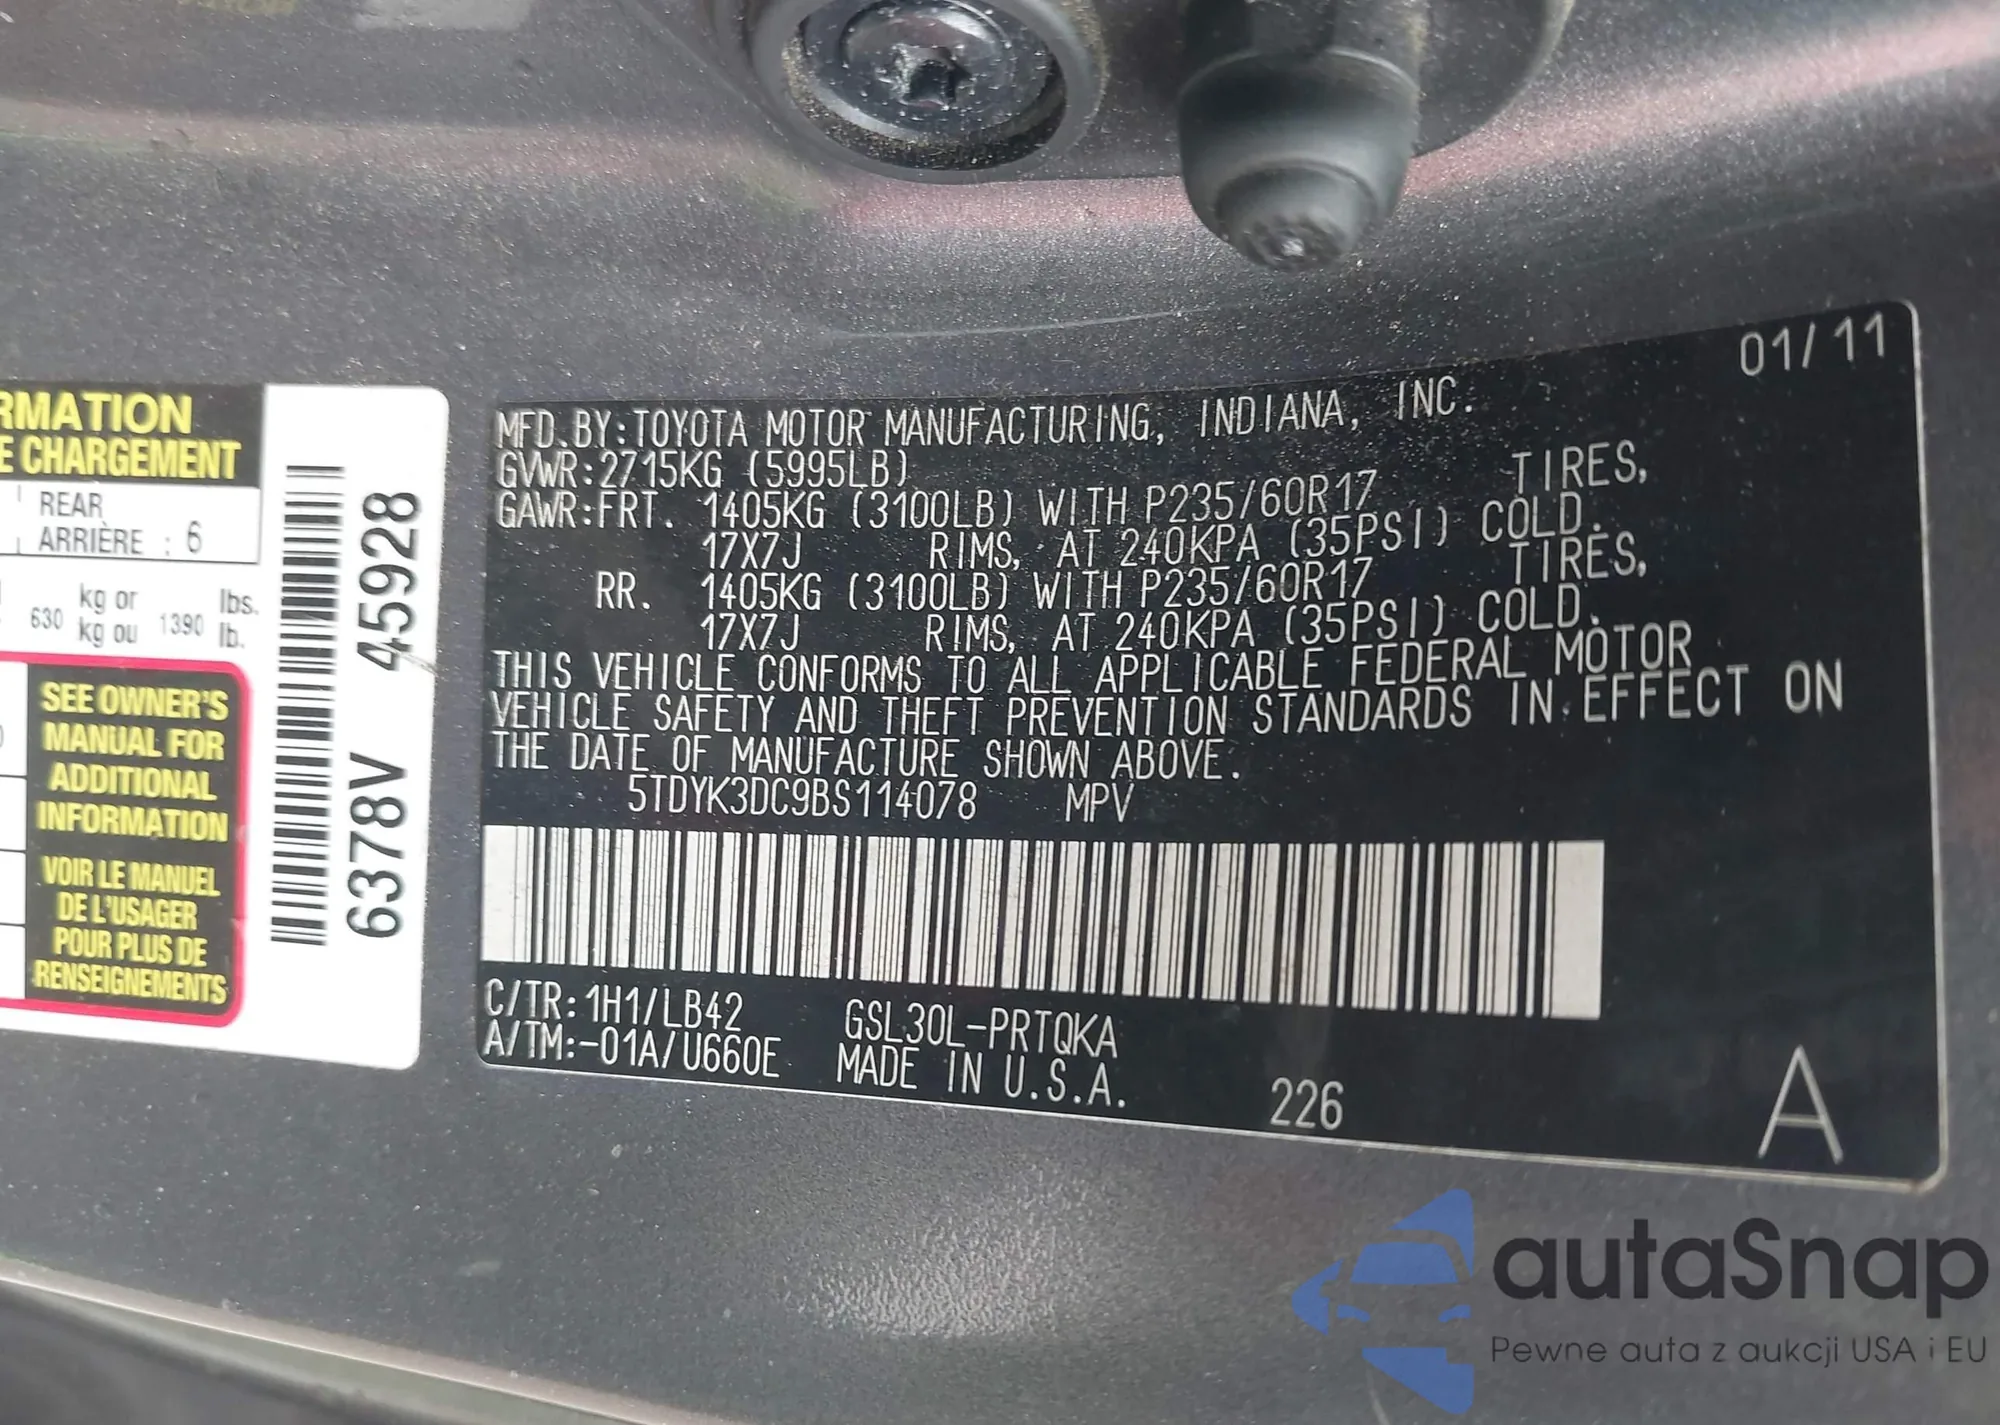 RMATION
E CHARGEMENT
REAR
ARRIÈRE : 6
630 kg or 1390 lbs.
kg ou lb.
SEE OWNER'S
MANUAL FOR
ADDITIONAL
INFORMATION
VOIR LE MANUEL
DE L'USAGER
POUR PLUS DE
RENSEIGNEMENTS
6378V 45928
01/11
MFD.BY:TOYOTA MOTOR MANUFACTURING, INDIANA, INC.
GVWR:2715KG (5995LB)
GAWR:FRT. 1405KG (3100LB) WITH P235/60R17 TIRES,
17X7J RIMS, AT 240KPA (35PSI) COLD.
RR. 1405KG (3100LB) WITH P235/60R17 TIRES,
17X7J RIMS, AT 240KPA (35PSI) COLD.
THIS VEHICLE CONFORMS TO ALL APPLICABLE FEDERAL MOTOR
VEHICLE SAFETY AND THEFT PREVENTION STANDARDS IN EFFECT ON
THE DATE OF MANUFACTURE SHOWN ABOVE.
5TDYK3DC9BS114078 MPV
C/TR:1H1/LB42 GSL30L-PRTQKA
A/TM:-01A/U660E MADE IN U.S.A.
226
A
autaSnap
Pewne auta z aukcji USA i EU